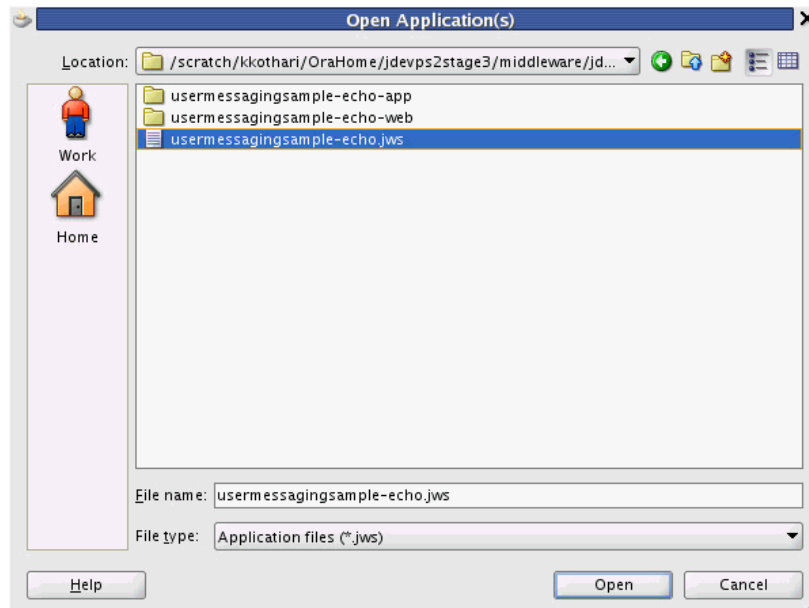 Open Application(s)
Location: /scratch/kkothari/OraHome/jdevps2stage3/middleware/jd...
usermessagingsample-echo-app
usermessagingsample-echo-web
usermessagingsample-echo.jws
Work
Home
File name: usermessagingsample-echo.jws
File type: Application files (*.jws)
Help Open Cancel